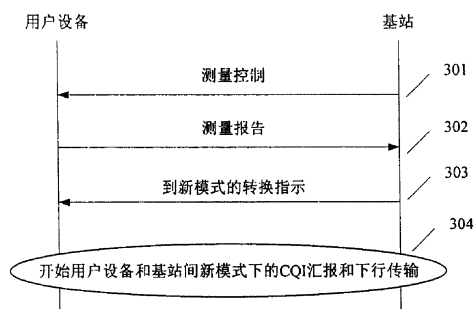 用户设备 基站
测量控制 301
测量报告 302
到新模式的转换指示 303
304
开始用户设备和基站间新模式下的CQI汇报和下行传输